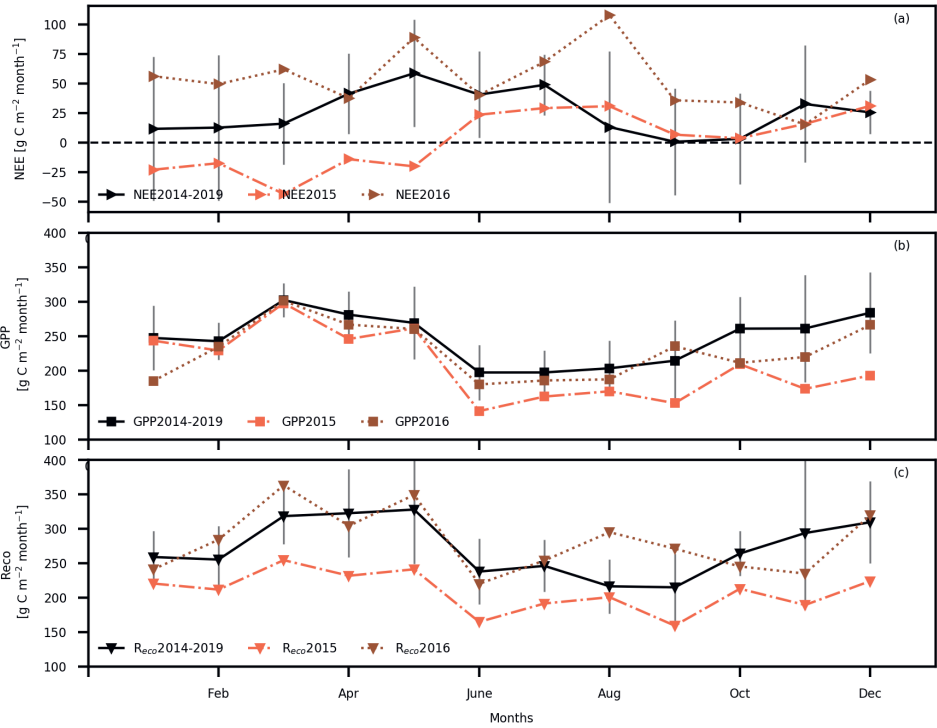 (a)
100
75
50
25
0
−25
−50
NEE [g C m⁻² month⁻¹]
NEE2014-2019 NEE2015 NEE2016
(b)
400
350
300
250
200
150
100
GPP
[g C m⁻² month⁻¹]
GPP2014-2019 GPP2015 GPP2016
(c)
400
350
300
250
200
150
100
Reco
[g C m⁻² month⁻¹]
Reco2014-2019 Reco2015 Reco2016
Feb Apr June Aug Oct Dec
Months